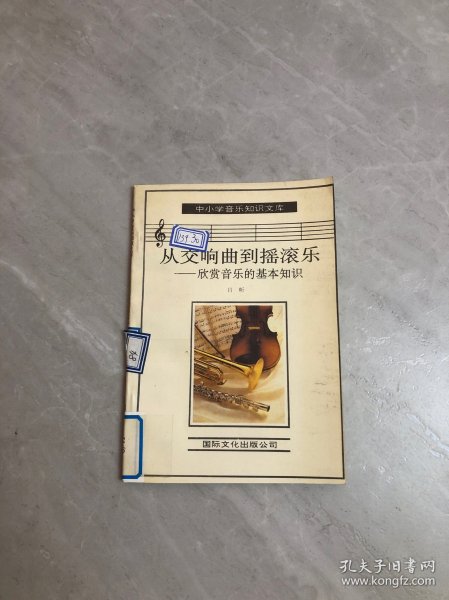 中小学音乐知识文库
139.30
从交响曲到摇滚乐
——欣赏音乐的基本知识
国际文化出版公司
孔夫子旧书网
www.kongfz.com